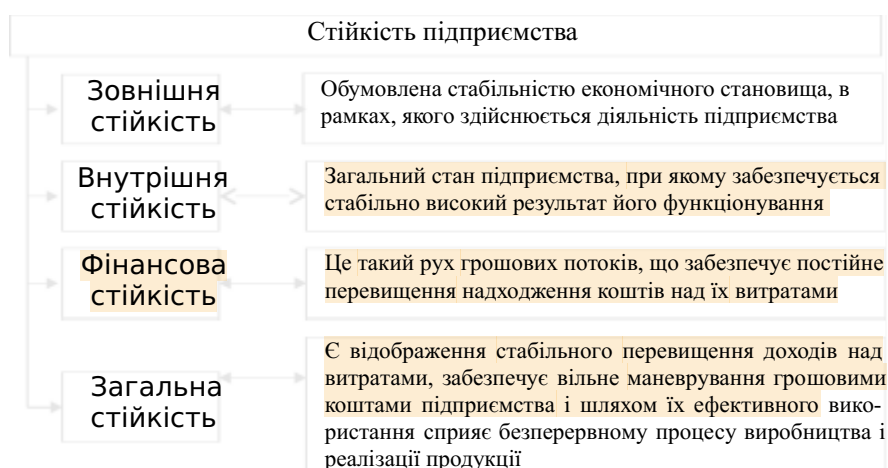 Стійкість підприємства
Зовнішня
стійкість
Обумовлена стабільністю економічного становища, в
рамках, якого здійснюється діяльність підприємства
Внутрішня
стійкість
Загальний стан підприємства, при якому забезпечується
стабільно високий результат його функціонування
Фінансова
стійкість
Це такий рух грошових потоків, що забезпечує постійне
перевищення надходження коштів над їх витратами
Загальна
стійкість
Є відображення стабільного перевищення доходів над
витратами, забезпечує вільне маневрування грошовими
коштами підприємства і шляхом їх ефективного вико-
ристання сприяє безперервному процесу виробництва і
реалізації продукції